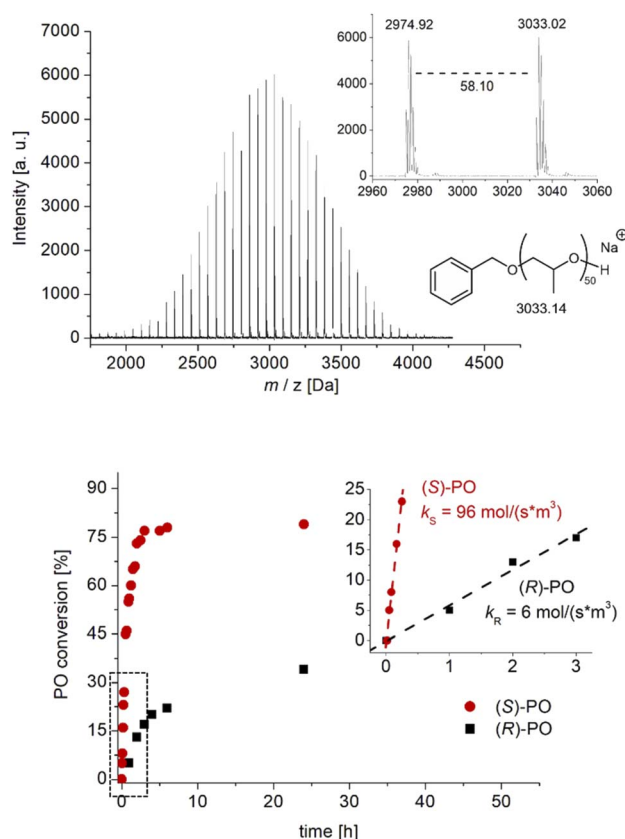 7000
6000
5000
4000
3000
2000
1000
0
Intensity [a. u.]
2000 2500 3000 3500 4000 4500
m / z [Da]
2974.92 3033.02
6000
4000
2000
0
58.10
2960 2980 3000 3020 3040 3060
O O H Na⊕
50
3033.14
90
75
60
45
30
15
0
PO conversion [%]
0 10 20 30 40 50
time [h]
25
20
15
10
5
0
(S)-PO
kS = 96 mol/(s*m³)
(R)-PO
kR = 6 mol/(s*m³)
0 1 2 3
(S)-PO
(R)-PO